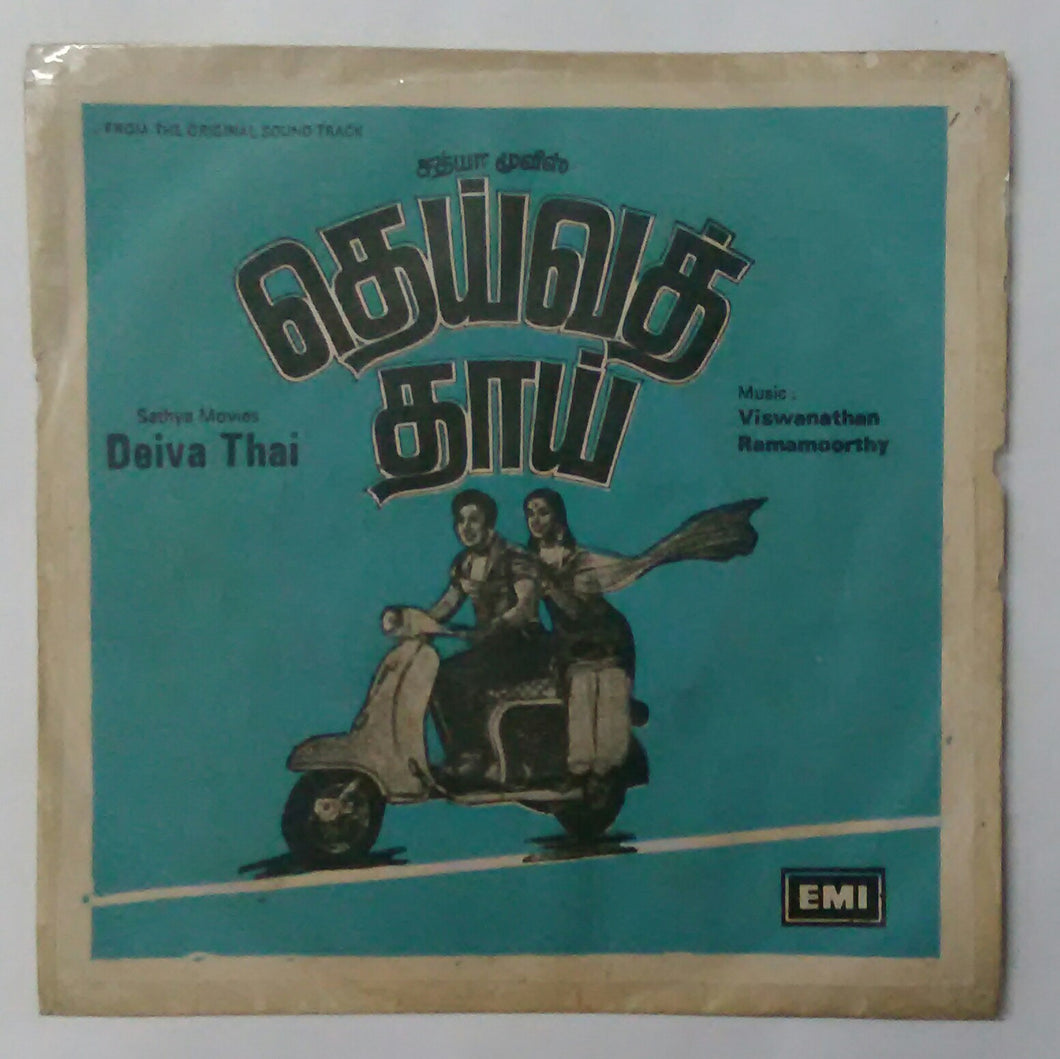 FROM THE ORIGINAL SOUND TRACK
சத்யா மூவிஸ்
தெய்வத்
தாய்
Sathya Movies
Deiva Thai
Music :
Viswanathan
Ramamoorthy
EMI